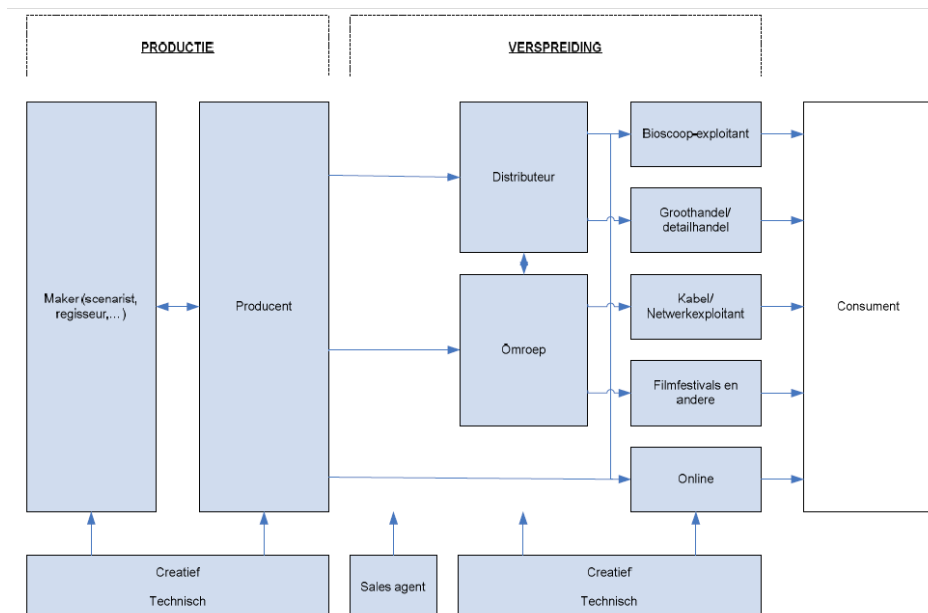 PRODUCTIE
VERSPREIDING
Maker (scenarist,
regisseur,...)
Producent
Distributeur
Omroep
Bioscoop-exploitant
Groothandel/
detailhandel
Kabel/
Netwerkexploitant
Filmfestivals en
andere
Online
Consument
Creatief
Technisch
Sales agent
Creatief
Technisch